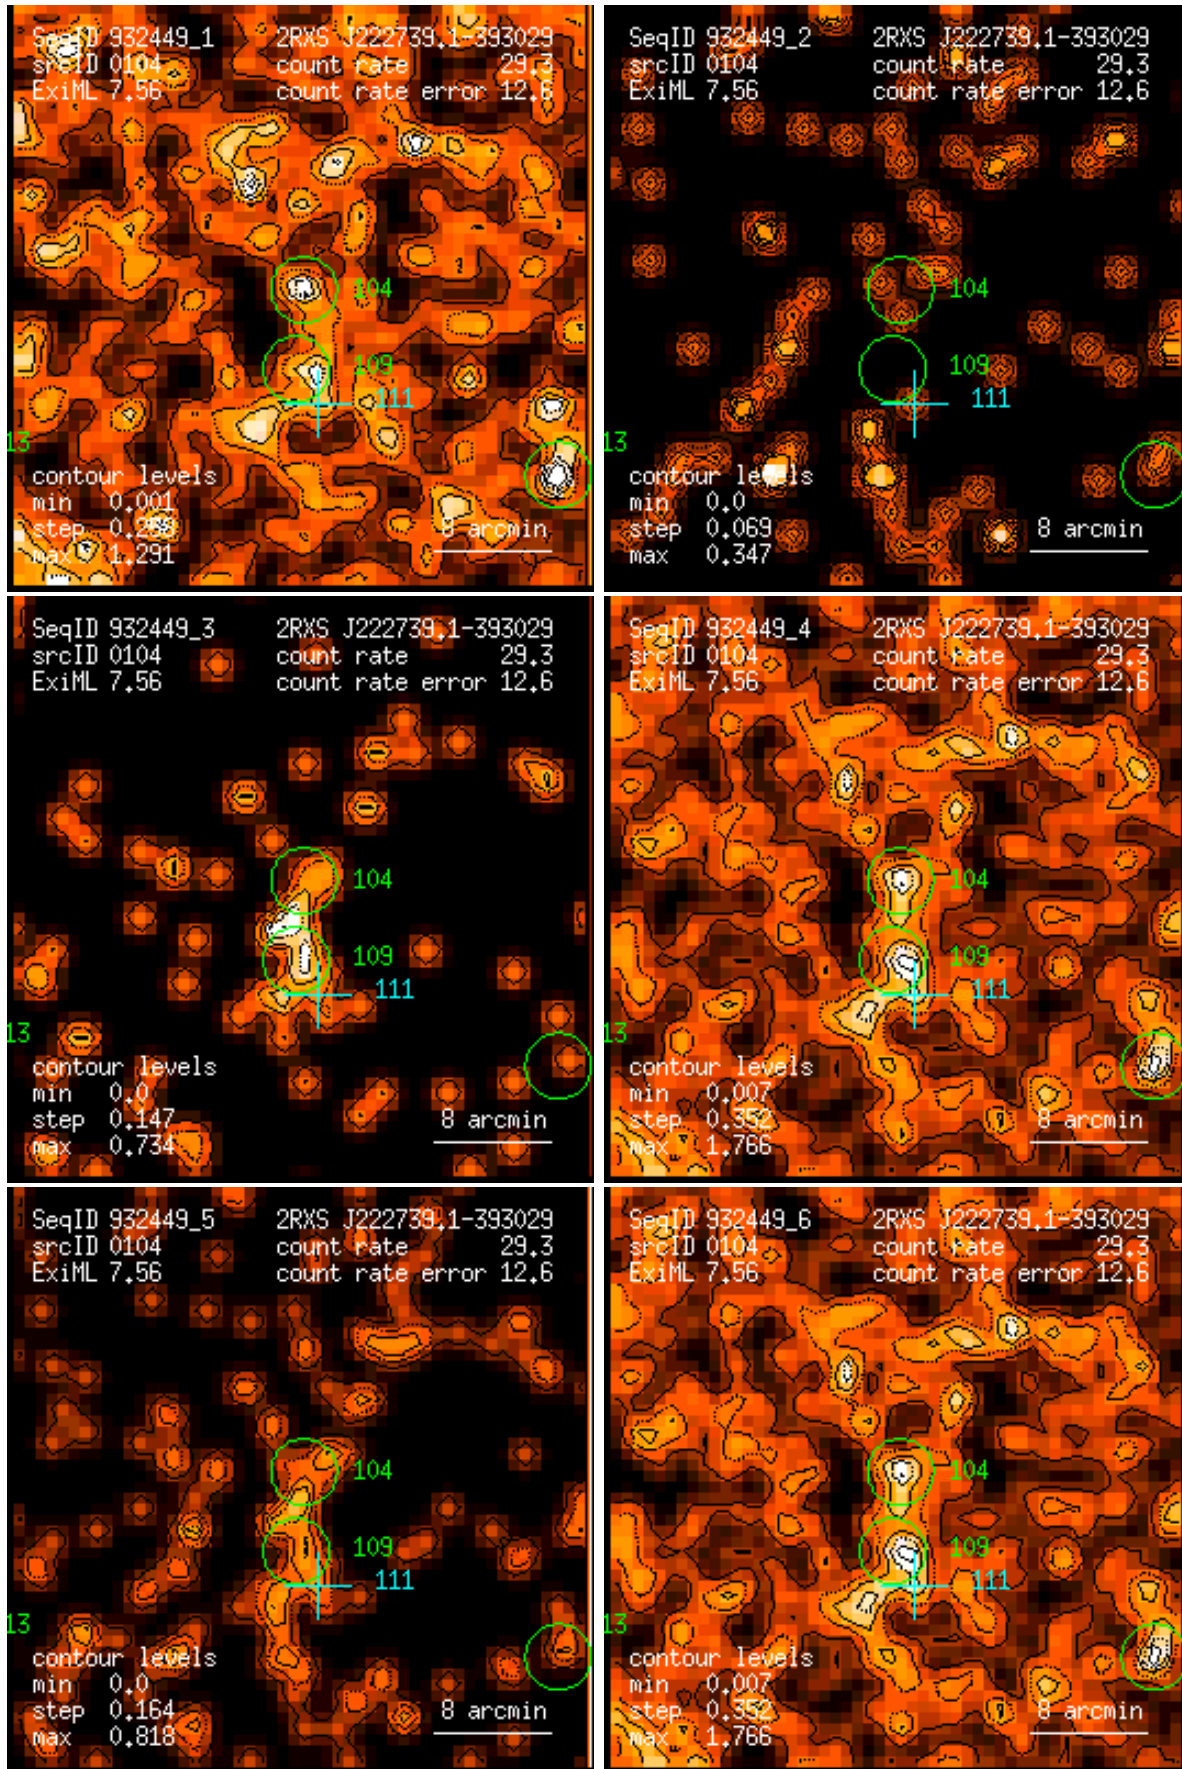 SeqID 932449_1 2RXS J222739.1-393029
srcID 0104 count rate 29.3
ExiML 7.56 count rate error 12.6
104
109
111
13
contour levels
min 0.001
step 0.258 8 arcmin
max 1.291
SeqID 932449_2 2RXS J222739.1-393029
srcID 0104 count rate 29.3
ExiML 7.56 count rate error 12.6
104
109
111
13
contour levels
min 0.0
step 0.069 8 arcmin
max 0.347
SeqID 932449_3 2RXS J222739.1-393029
srcID 0104 count rate 29.3
ExiML 7.56 count rate error 12.6
104
109
111
13
contour levels
min 0.0
step 0.147 8 arcmin
max 0.734
SeqID 932449_4 2RXS J222739.1-393029
srcID 0104 count rate 29.3
ExiML 7.56 count rate error 12.6
104
109
111
13
contour levels
min 0.007
step 0.352 8 arcmin
max 1.766
SeqID 932449_5 2RXS J222739.1-393029
srcID 0104 count rate 29.3
ExiML 7.56 count rate error 12.6
104
109
111
13
contour levels
min 0.0
step 0.164 8 arcmin
max 0.818
SeqID 932449_6 2RXS J222739.1-393029
srcID 0104 count rate 29.3
ExiML 7.56 count rate error 12.6
104
109
111
13
contour levels
min 0.007
step 0.352 8 arcmin
max 1.766